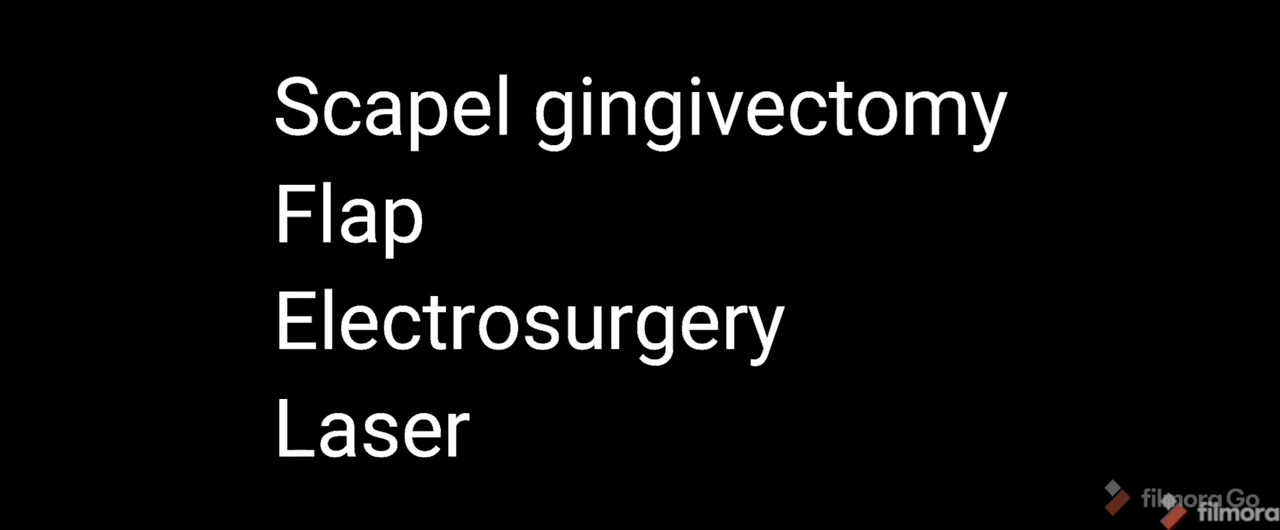 Scapel gingivectomy
Flap
Electrosurgery
Laser
filmora Go
filmora